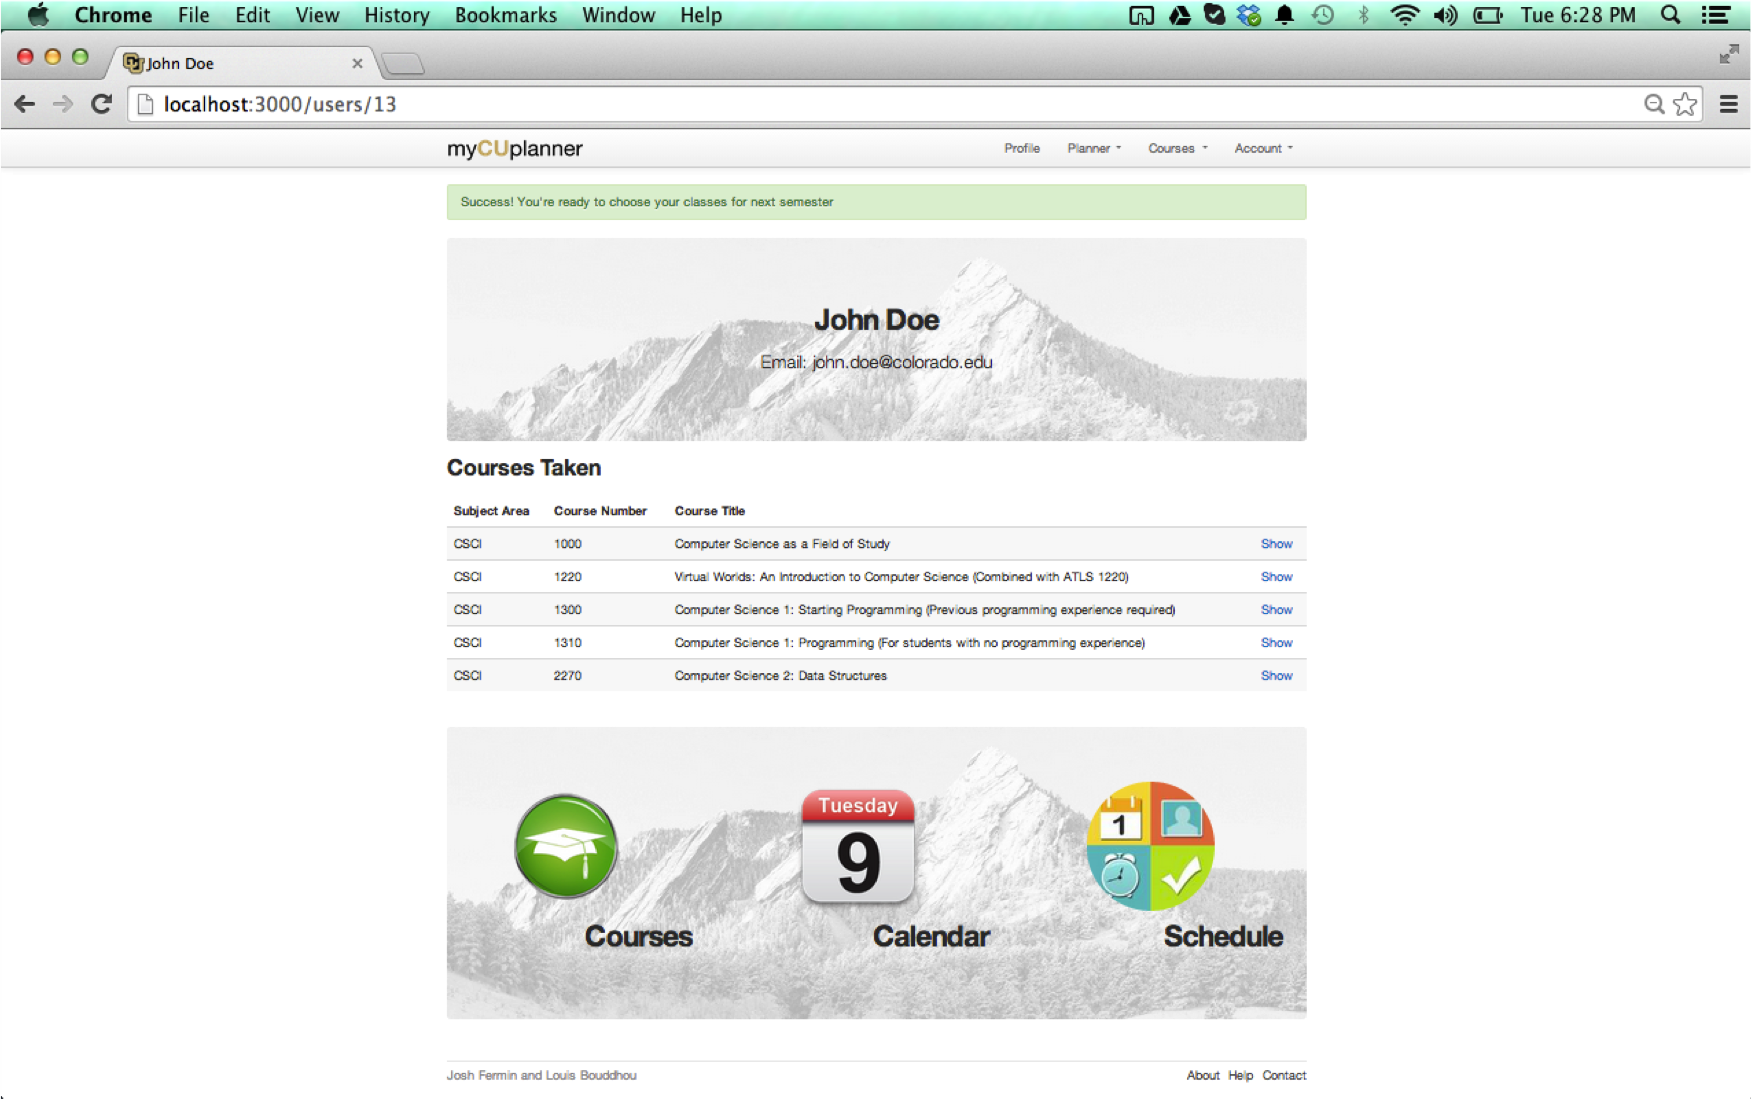 Chrome File Edit View History Bookmarks Window Help Tue 6:28 PM
John Doe
localhost:3000/users/13
myCUplanner Profile Planner Courses Account
Success! You're ready to choose your classes for next semester
John Doe
Email: john.doe@colorado.edu
Courses Taken
Subject Area Course Number Course Title
CSCI 1000 Computer Science as a Field of Study Show
CSCI 1220 Virtual Worlds: An Introduction to Computer Science (Combined with ATLS 1220) Show
CSCI 1300 Computer Science 1: Starting Programming (Previous programming experience required) Show
CSCI 1310 Computer Science 1: Programming (For students with no programming experience) Show
CSCI 2270 Computer Science 2: Data Structures Show
Tuesday
9
1
Courses Calendar Schedule
Josh Fermin and Louis Bouddhou About Help Contact